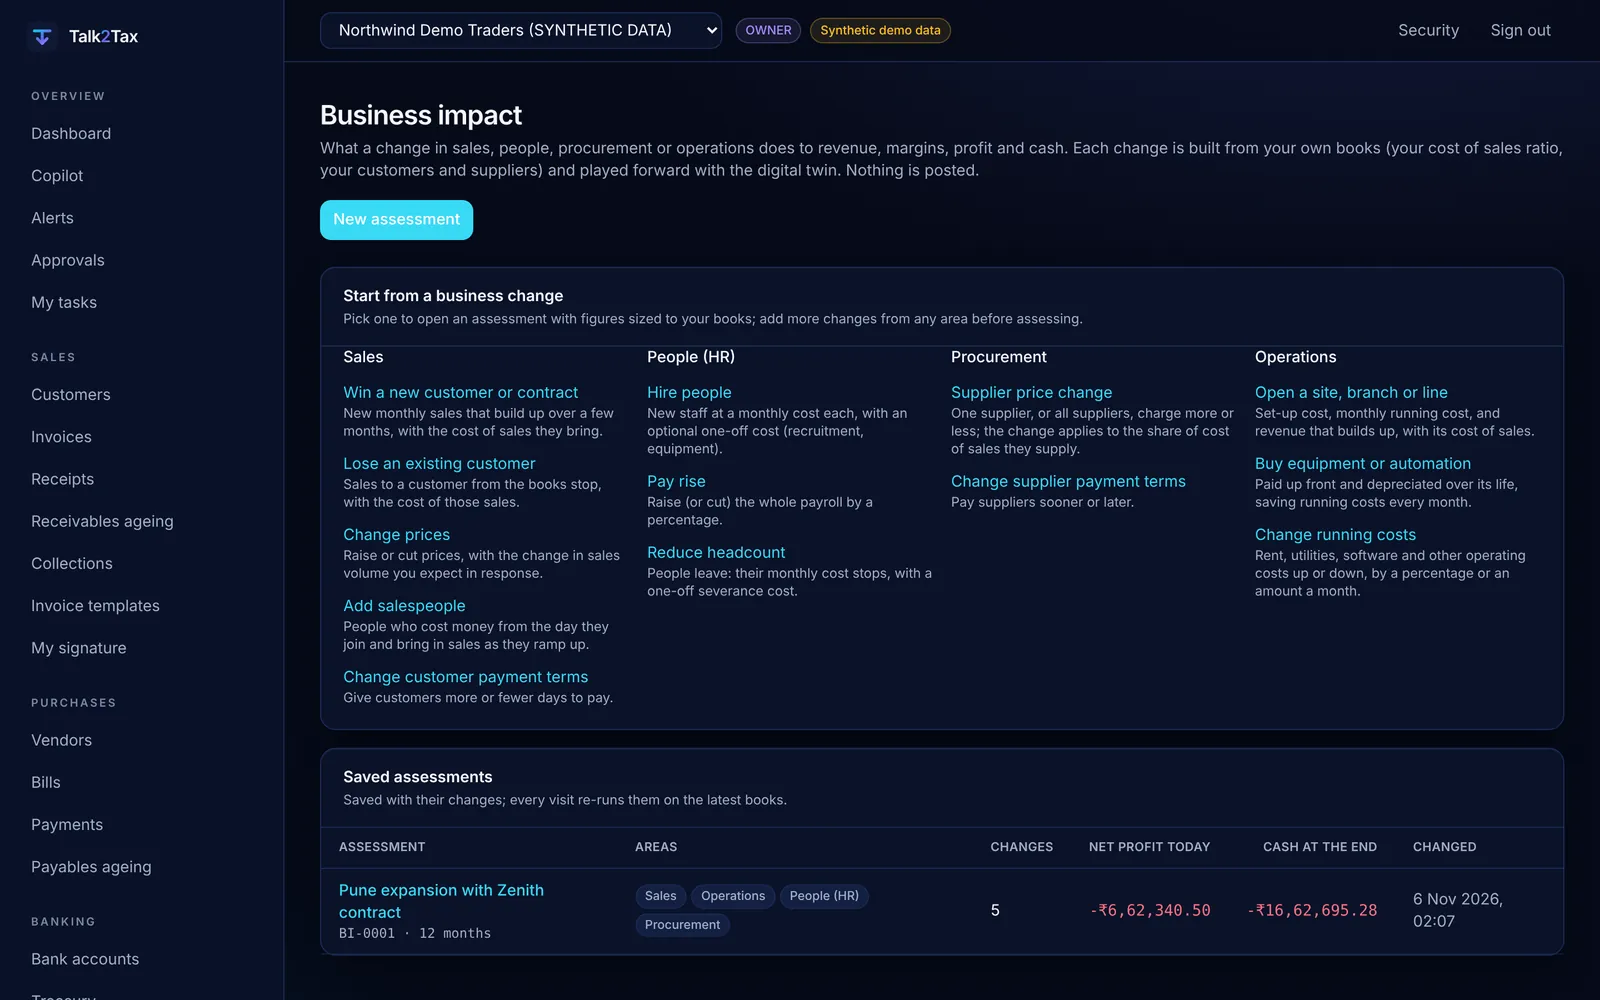 Talk2Tax
Northwind Demo Traders (SYNTHETIC DATA)
OWNER
Synthetic demo data
Security
Sign out
OVERVIEW
Dashboard
Copilot
Alerts
Approvals
My tasks
SALES
Customers
Invoices
Receipts
Receivables ageing
Collections
Invoice templates
My signature
PURCHASES
Vendors
Bills
Payments
Payables ageing
BANKING
Bank accounts
Treasury
Business impact
What a change in sales, people, procurement or operations does to revenue, margins, profit and cash. Each change is built from your own books (your cost of sales ratio,
your customers and suppliers) and played forward with the digital twin. Nothing is posted.
New assessment
Start from a business change
Pick one to open an assessment with figures sized to your books; add more changes from any area before assessing.
Sales
Win a new customer or contract
New monthly sales that build up over a few
months, with the cost of sales they bring.
Lose an existing customer
Sales to a customer from the books stop,
with the cost of those sales.
Change prices
Raise or cut prices, with the change in sales
volume you expect in response.
Add salespeople
People who cost money from the day they
join and bring in sales as they ramp up.
Change customer payment terms
Give customers more or fewer days to pay.
People (HR)
Hire people
New staff at a monthly cost each, with an
optional one-off cost (recruitment,
equipment).
Pay rise
Raise (or cut) the whole payroll by a
percentage.
Reduce headcount
People leave: their monthly cost stops, with a
one-off severance cost.
Procurement
Supplier price change
One supplier, or all suppliers, charge more or
less; the change applies to the share of cost
of sales they supply.
Change supplier payment terms
Pay suppliers sooner or later.
Operations
Open a site, branch or line
Set-up cost, monthly running cost, and
revenue that builds up, with its cost of sales.
Buy equipment or automation
Paid up front and depreciated over its life,
saving running costs every month.
Change running costs
Rent, utilities, software and other operating
costs up or down, by a percentage or an
amount a month.
Saved assessments
Saved with their changes; every visit re-runs them on the latest books.
ASSESSMENT
AREAS
CHANGES
NET PROFIT TODAY
CASH AT THE END
CHANGED
Pune expansion with Zenith
contract
BI-0001 · 12 months
Sales
Operations
People (HR)
Procurement
5
-₹6,62,340.50
-₹16,62,695.28
6 Nov 2026,
02:07